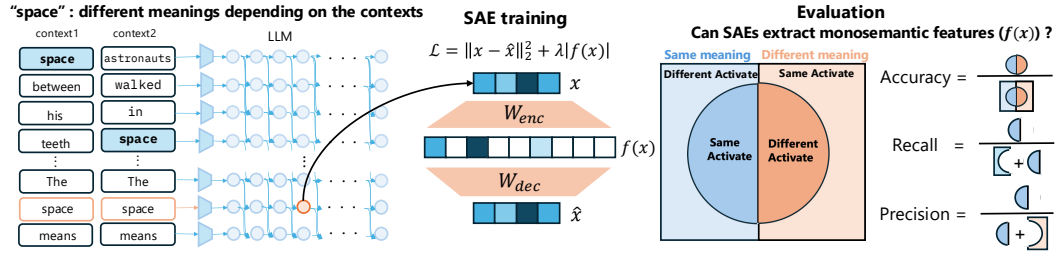 “space” : different meanings depending on the contexts
context1
context2
space
between
his
teeth
⋮
The
space
means
astronauts
walked
in
space
⋮
The
space
means
LLM
· · · ·
· · · ·
· · · ·
· · · ·
⋮
· · · ·
· · · ·
· · · ·
SAE training
ℒ = ‖x − x̂‖₂² + λ|f(x)|
x
W_enc
f(x)
W_dec
x̂
Evaluation
Can SAEs extract monosemantic features (f(x)) ?
Same meaning
Different meaning
Different Activate
Same Activate
Same
Activate
Different
Activate
Accuracy =
Recall =
+
Precision =
+